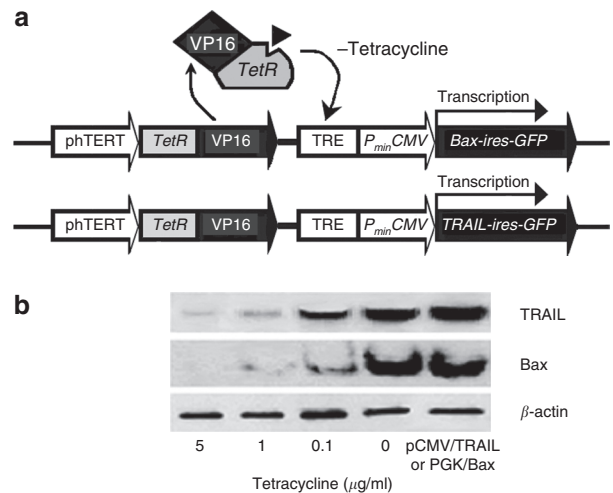 a
VP16
TetR
–Tetracycline
Transcription
phTERT TetR VP16 TRE PminCMV Bax-ires-GFP
Transcription
phTERT TetR VP16 TRE PminCMV TRAIL-ires-GFP
b
TRAIL
Bax
β-actin
5 1 0.1 0 pCMV/TRAIL
or PGK/Bax
Tetracycline (μg/ml)